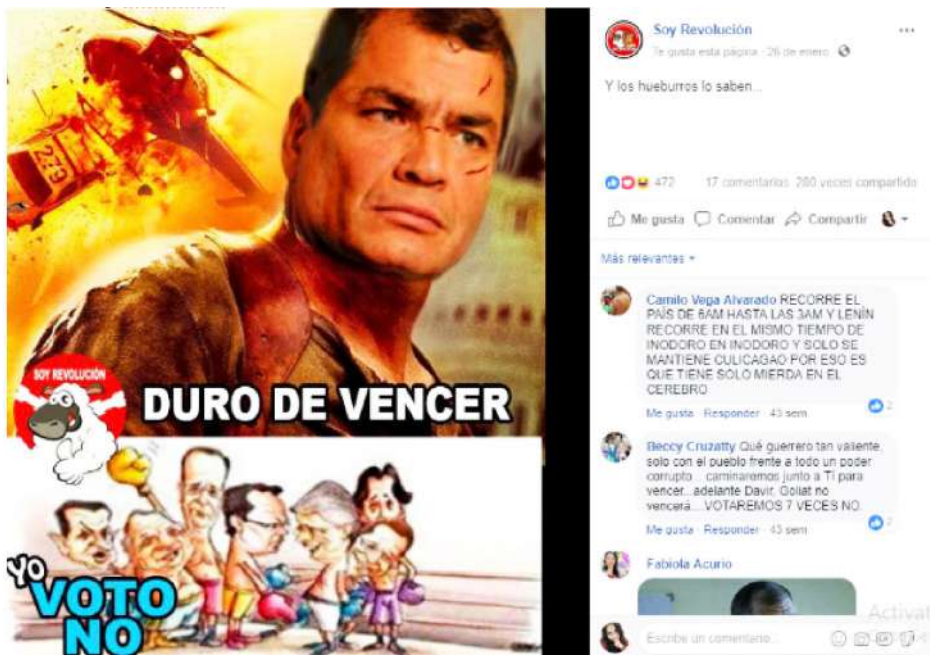 279
SOY REVOLUCIÓN
DURO DE VENCER
YO
VOTO
NO
Soy Revolución
Te gusta esta página · 26 de enero
Y los hueburros lo saben...
472 17 comentarios 280 veces compartido
Me gusta Comentar Compartir
Más relevantes
Camilo Vega Alvarado RECORRE EL
PAÍS DE 6AM HASTA LAS 3AM Y LENÍN
RECORRE EN EL MISMO TIEMPO DE
INODORO EN INODORO Y SOLO SE
MANTIENE CULICAGAO POR ESO ES
QUE TIENE SOLO MIERDA EN EL
CEREBRO
Me gusta · Responder · 43 sem
2
Beccy Cruzatty Qué guerrero tan valiente,
solo con el pueblo frente a todo un poder
corrupto... caminaremos junto a Tí para
vencer...adelante Davir, Goliat no
vencerá....VOTAREMOS 7 VECES NO.
Me gusta · Responder · 43 sem
2
Fabiola Acurio
Activat
Escribe un comentario...